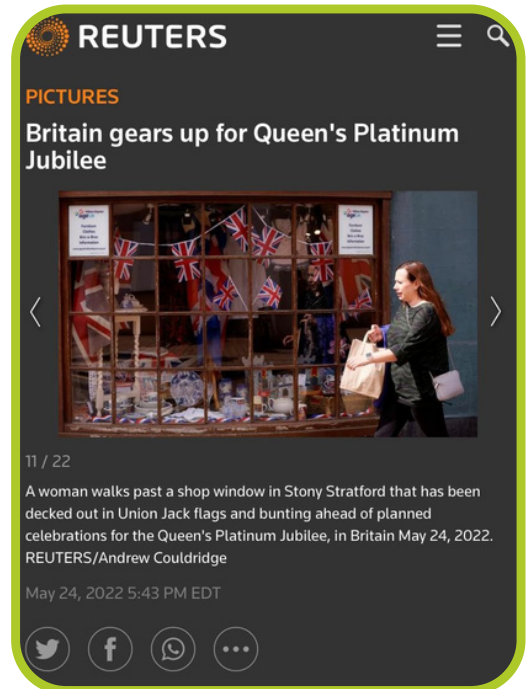 REUTERS
PICTURES
Britain gears up for Queen's Platinum
Jubilee
age
age
11 / 22
A woman walks past a shop window in Stony Stratford that has been
decked out in Union Jack flags and bunting ahead of planned
celebrations for the Queen's Platinum Jubilee, in Britain May 24, 2022.
REUTERS/Andrew Couldridge
May 24, 2022 5:43 PM EDT